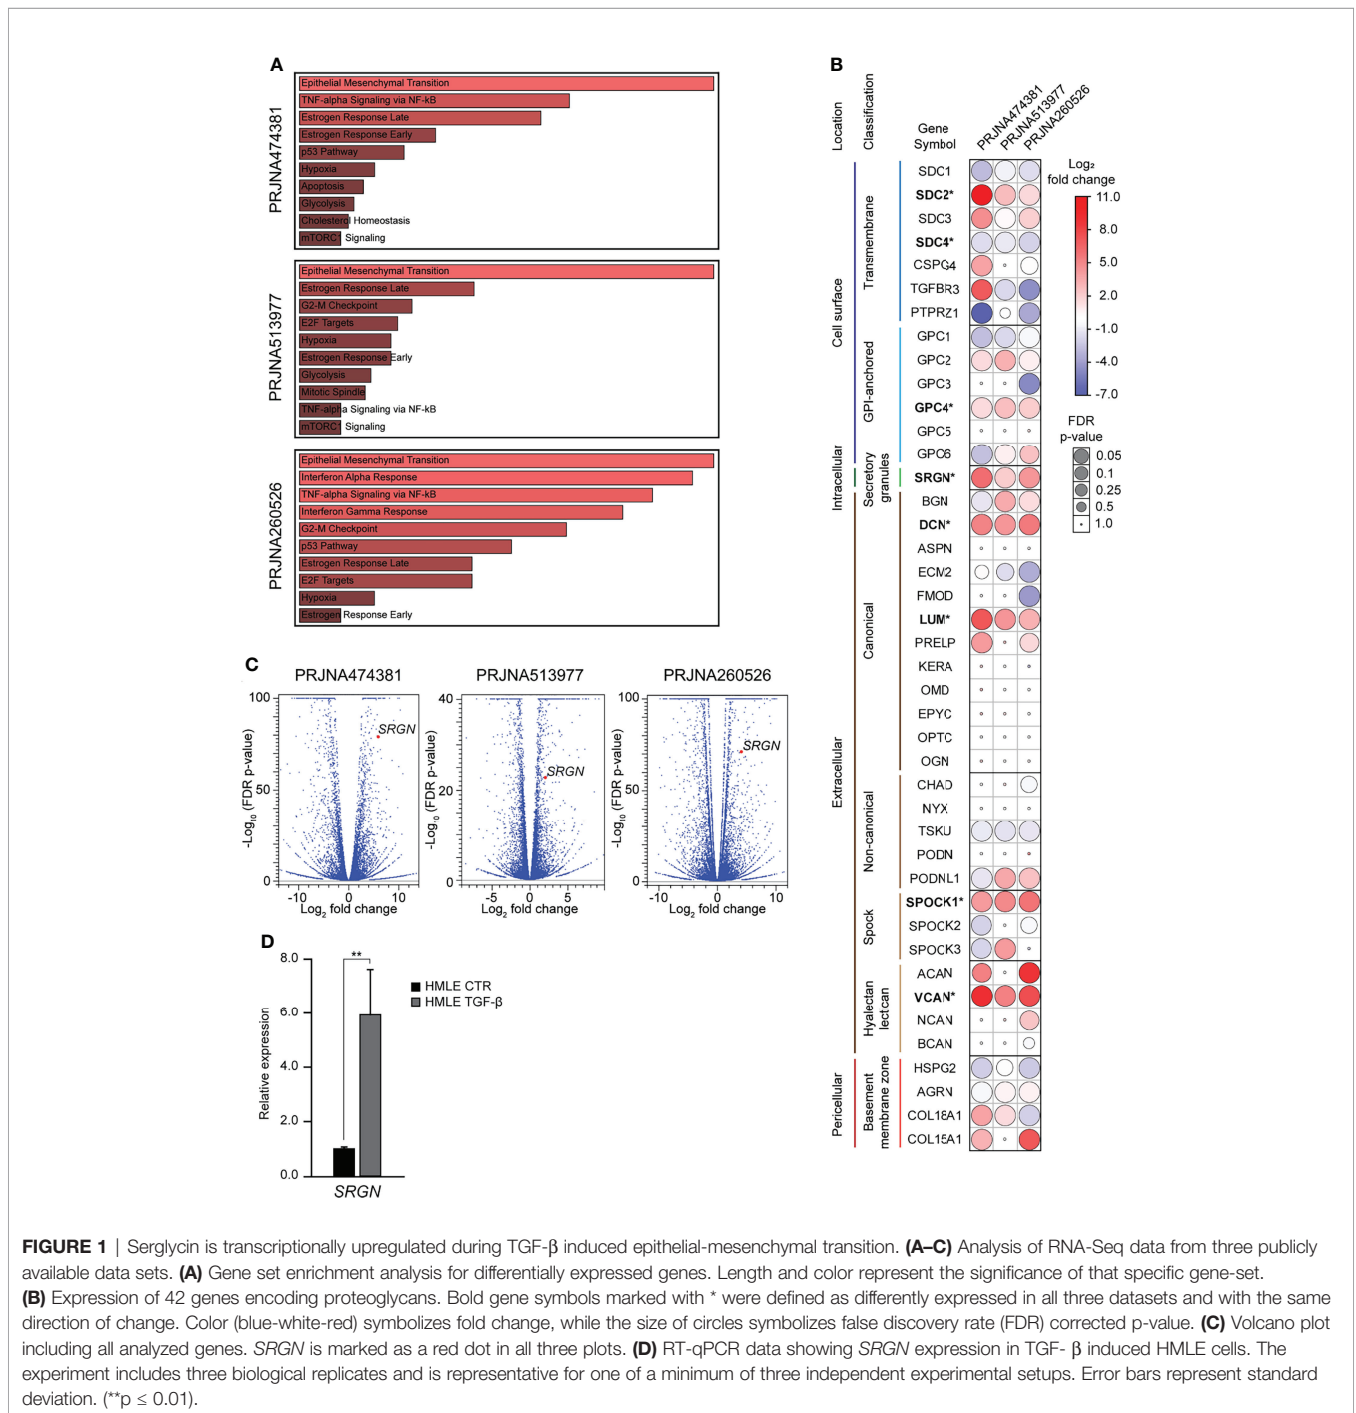 A
PRJNA474381
Epithelial Mesenchymal Transition
TNF-alpha Signaling via NF-kB
Estrogen Response Late
Estrogen Response Early
p53 Pathway
Hypoxia
Apoptosis
Glycolysis
Cholesterol Homeostasis
mTORC1 Signaling
PRJNA513977
Epithelial Mesenchymal Transition
Estrogen Response Late
G2-M Checkpoint
E2F Targets
Hypoxia
Estrogen Response Early
Glycolysis
Mitotic Spindle
TNF-alpha Signaling via NF-kB
mTORC1 Signaling
PRJNA260526
Epithelial Mesenchymal Transition
Interferon Alpha Response
TNF-alpha Signaling via NF-kB
Interferon Gamma Response
G2-M Checkpoint
p53 Pathway
Estrogen Response Late
E2F Targets
Hypoxia
Estrogen Response Early
B
Location
Classification
Gene
Symbol
PRJNA474381
PRJNA513977
PRJNA260526
Cell surface
Intracellular
Extracellular
Pericellular
Transmembrane
GPI-anchored
Secretory
granules
Canonical
Non-canonical
Spock
Hyalectan
lectcan
Basement
membrane zone
SDC1
SDC2*
SDC3
SDC4*
CSPG4
TGFBR3
PTPRZ1
GPC1
GPC2
GPC3
GPC4*
GPC5
GPC6
SRGN*
BGN
DCN*
ASPN
ECM2
FMOD
LUM*
PRELP
KERA
OMD
EPYC
OPTC
OGN
CHAD
NYX
TSKU
PODN
PODNL1
SPOCK1*
SPOCK2
SPOCK3
ACAN
VCAN*
NCAN
BCAN
HSPG2
AGRN
COL18A1
COL15A1
Log₂
fold change
11.0
8.0
5.0
2.0
-1.0
-4.0
-7.0
FDR
p-value
0.05
0.1
0.25
0.5
1.0
C
PRJNA474381
-Log₁₀ (FDR p-value)
100
50
0
SRGN
-10 0 10
Log₂ fold change
PRJNA513977
-Log₁₀ (FDR p-value)
40
20
0
SRGN
-5 0 5
Log₂ fold change
PRJNA260526
-Log₁₀ (FDR p-value)
100
50
0
SRGN
-10 0 10
Log₂ fold change
D
Relative expression
8.0
6.0
4.0
2.0
0.0
**
SRGN
HMLE CTR
HMLE TGF-β
FIGURE 1 | Serglycin is transcriptionally upregulated during TGF-β induced epithelial-mesenchymal transition. (A–C) Analysis of RNA-Seq data from three publicly
available data sets. (A) Gene set enrichment analysis for differentially expressed genes. Length and color represent the significance of that specific gene-set.
(B) Expression of 42 genes encoding proteoglycans. Bold gene symbols marked with * were defined as differently expressed in all three datasets and with the same
direction of change. Color (blue-white-red) symbolizes fold change, while the size of circles symbolizes false discovery rate (FDR) corrected p-value. (C) Volcano plot
including all analyzed genes. SRGN is marked as a red dot in all three plots. (D) RT-qPCR data showing SRGN expression in TGF- β induced HMLE cells. The
experiment includes three biological replicates and is representative for one of a minimum of three independent experimental setups. Error bars represent standard
deviation. (**p ≤ 0.01).